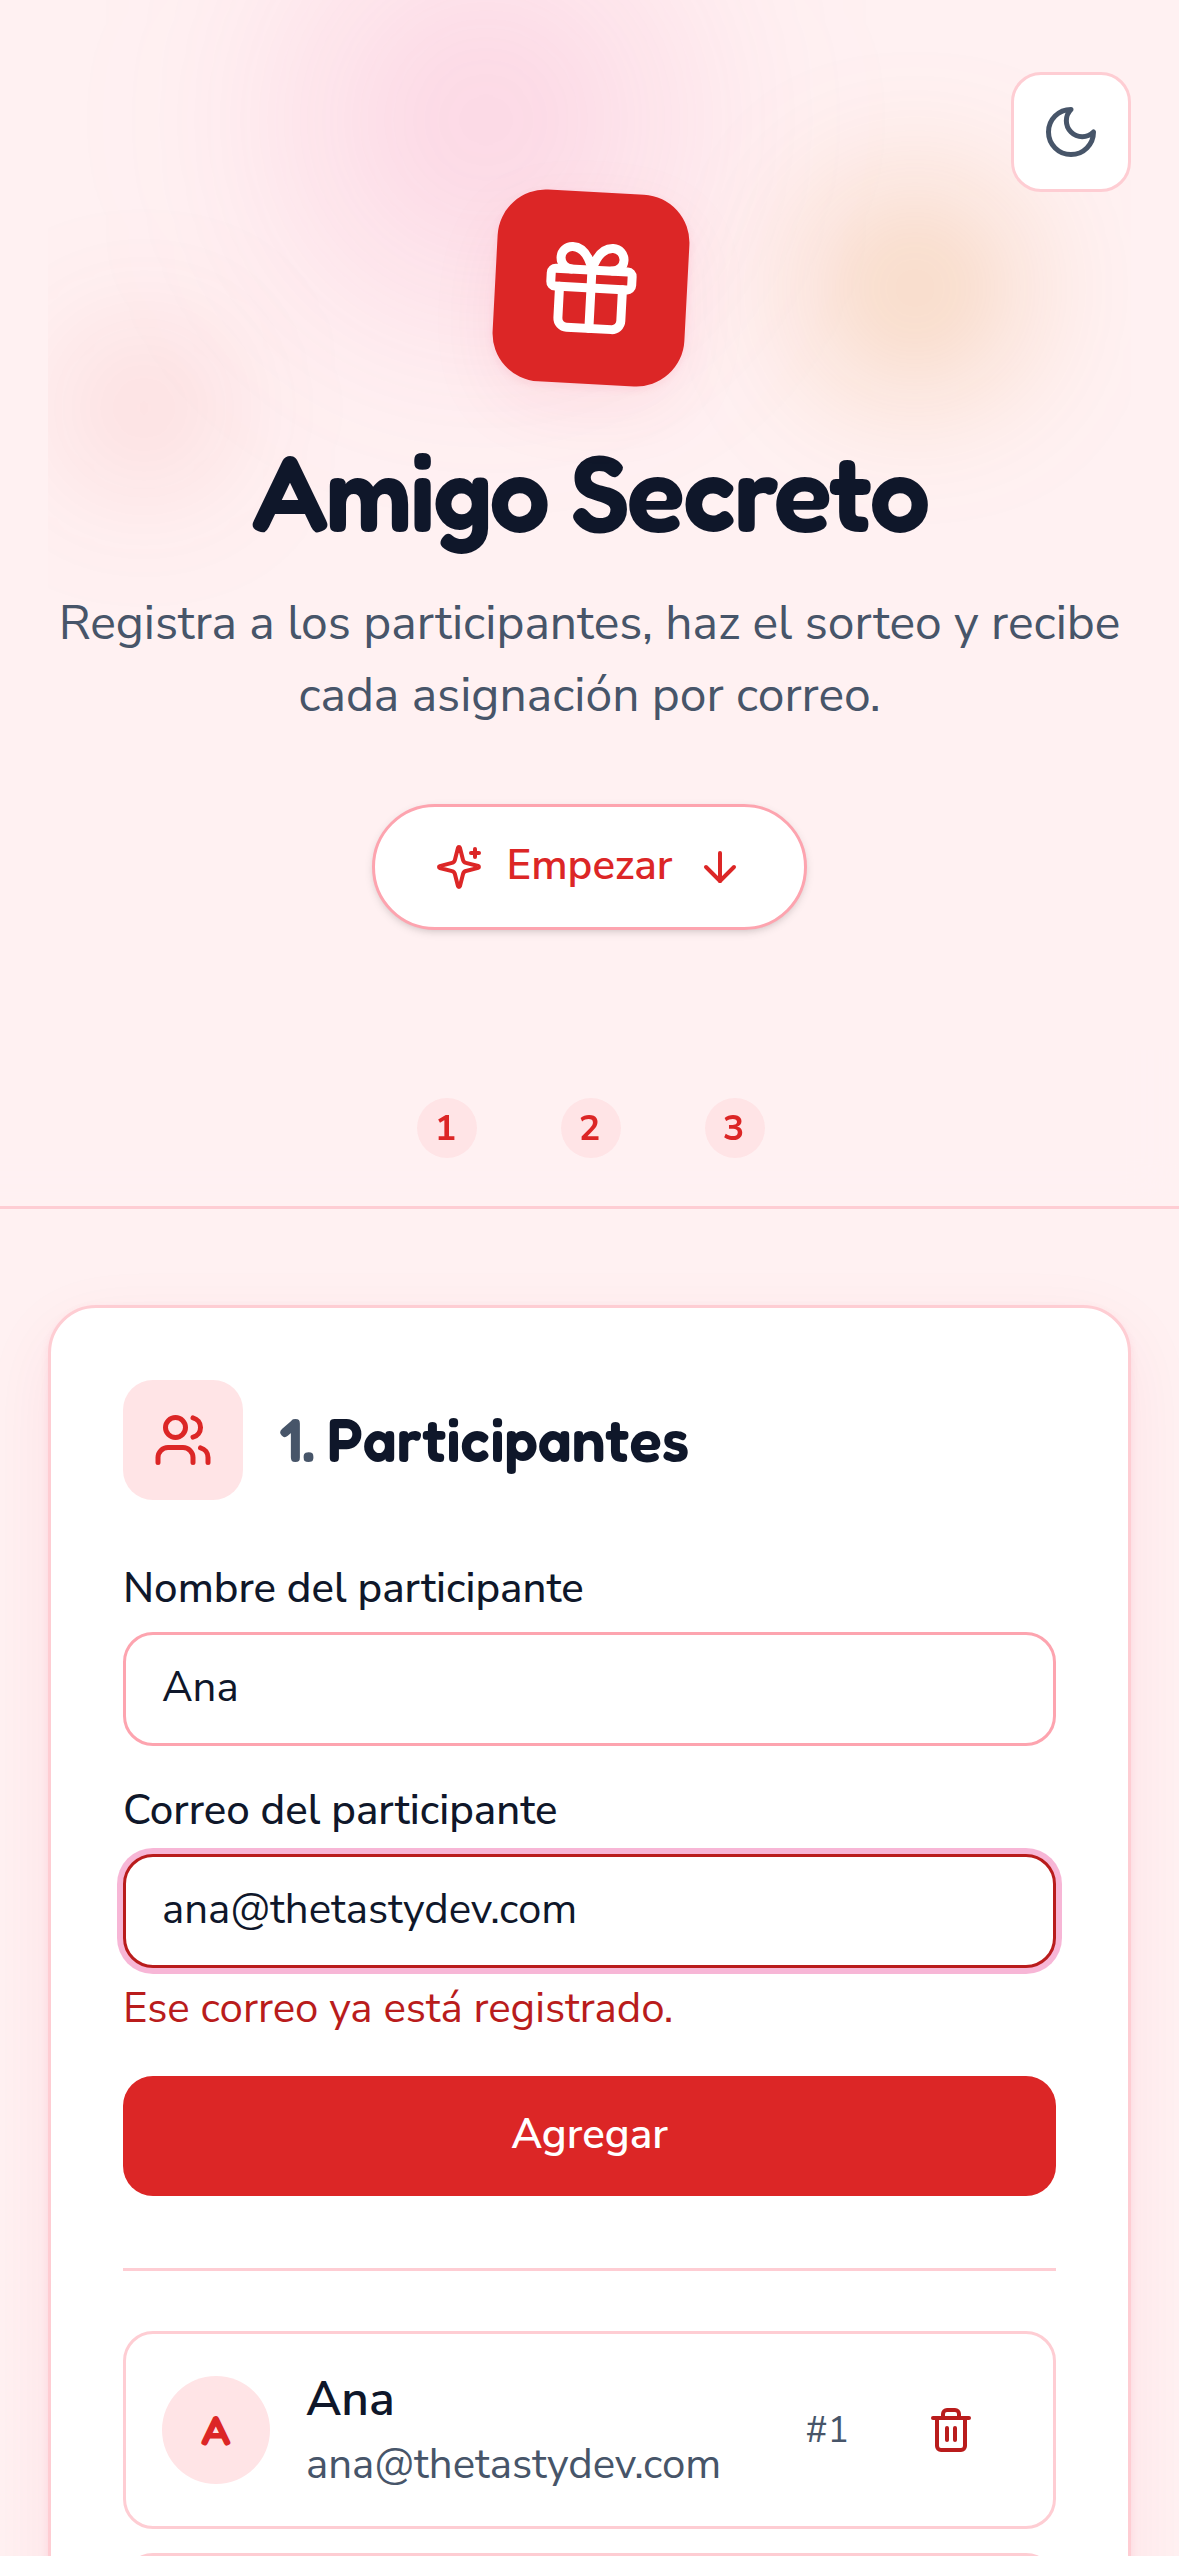 Amigo Secreto
Registra a los participantes, haz el sorteo y recibe
cada asignación por correo.
Empezar
1 2 3
1. Participantes
Nombre del participante
Ana
Correo del participante
ana@thetastydev.com
Ese correo ya está registrado.
Agregar
A
Ana
#1
ana@thetastydev.com